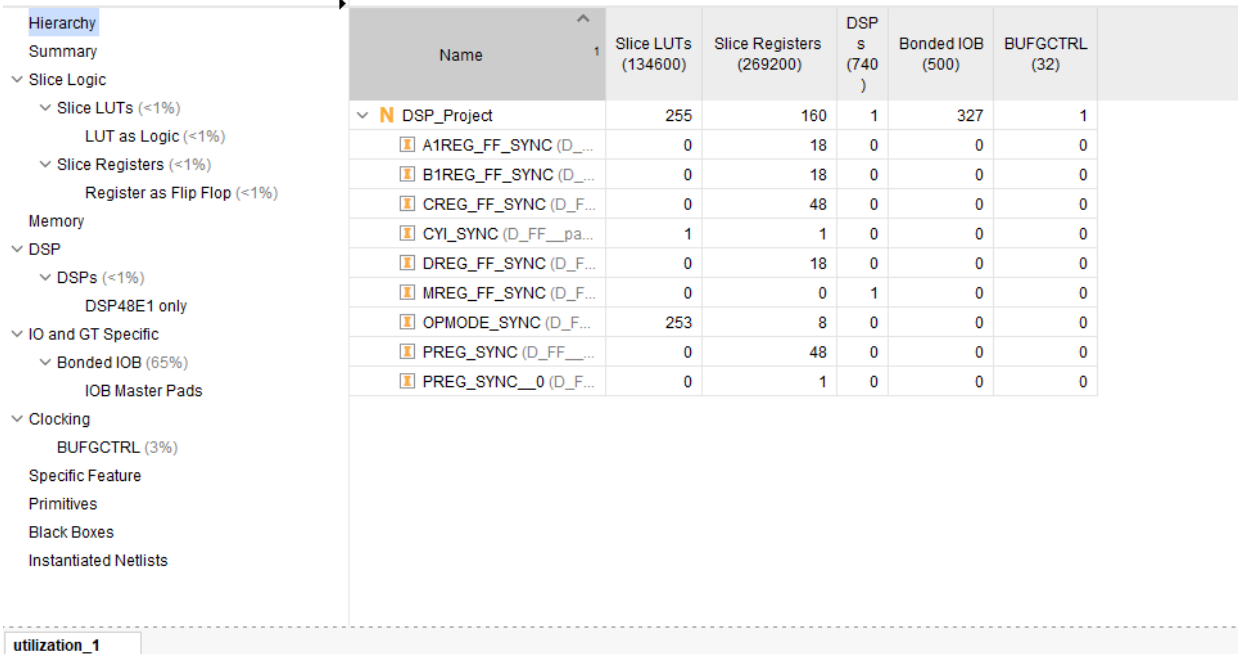 Hierarchy
Summary
Slice Logic
Slice LUTs (<1%)
LUT as Logic (<1%)
Slice Registers (<1%)
Register as Flip Flop (<1%)
Memory
DSP
DSPs (<1%)
DSP48E1 only
IO and GT Specific
Bonded IOB (65%)
IOB Master Pads
Clocking
BUFGCTRL (3%)
Specific Feature
Primitives
Black Boxes
Instantiated Netlists
Name 1 Slice LUTs (134600) Slice Registers (269200) DSPs (740) Bonded IOB (500) BUFGCTRL (32)
N DSP_Project 255 160 1 327 1
I A1REG_FF_SYNC (D_... 0 18 0 0 0
I B1REG_FF_SYNC (D_... 0 18 0 0 0
I CREG_FF_SYNC (D_F... 0 48 0 0 0
I CYI_SYNC (D_FF__pa... 1 1 0 0 0
I DREG_FF_SYNC (D_F... 0 18 0 0 0
I MREG_FF_SYNC (D_F... 0 0 1 0 0
I OPMODE_SYNC (D_F... 253 8 0 0 0
I PREG_SYNC (D_FF__... 0 48 0 0 0
I PREG_SYNC__0 (D_F... 0 1 0 0 0
utilization_1